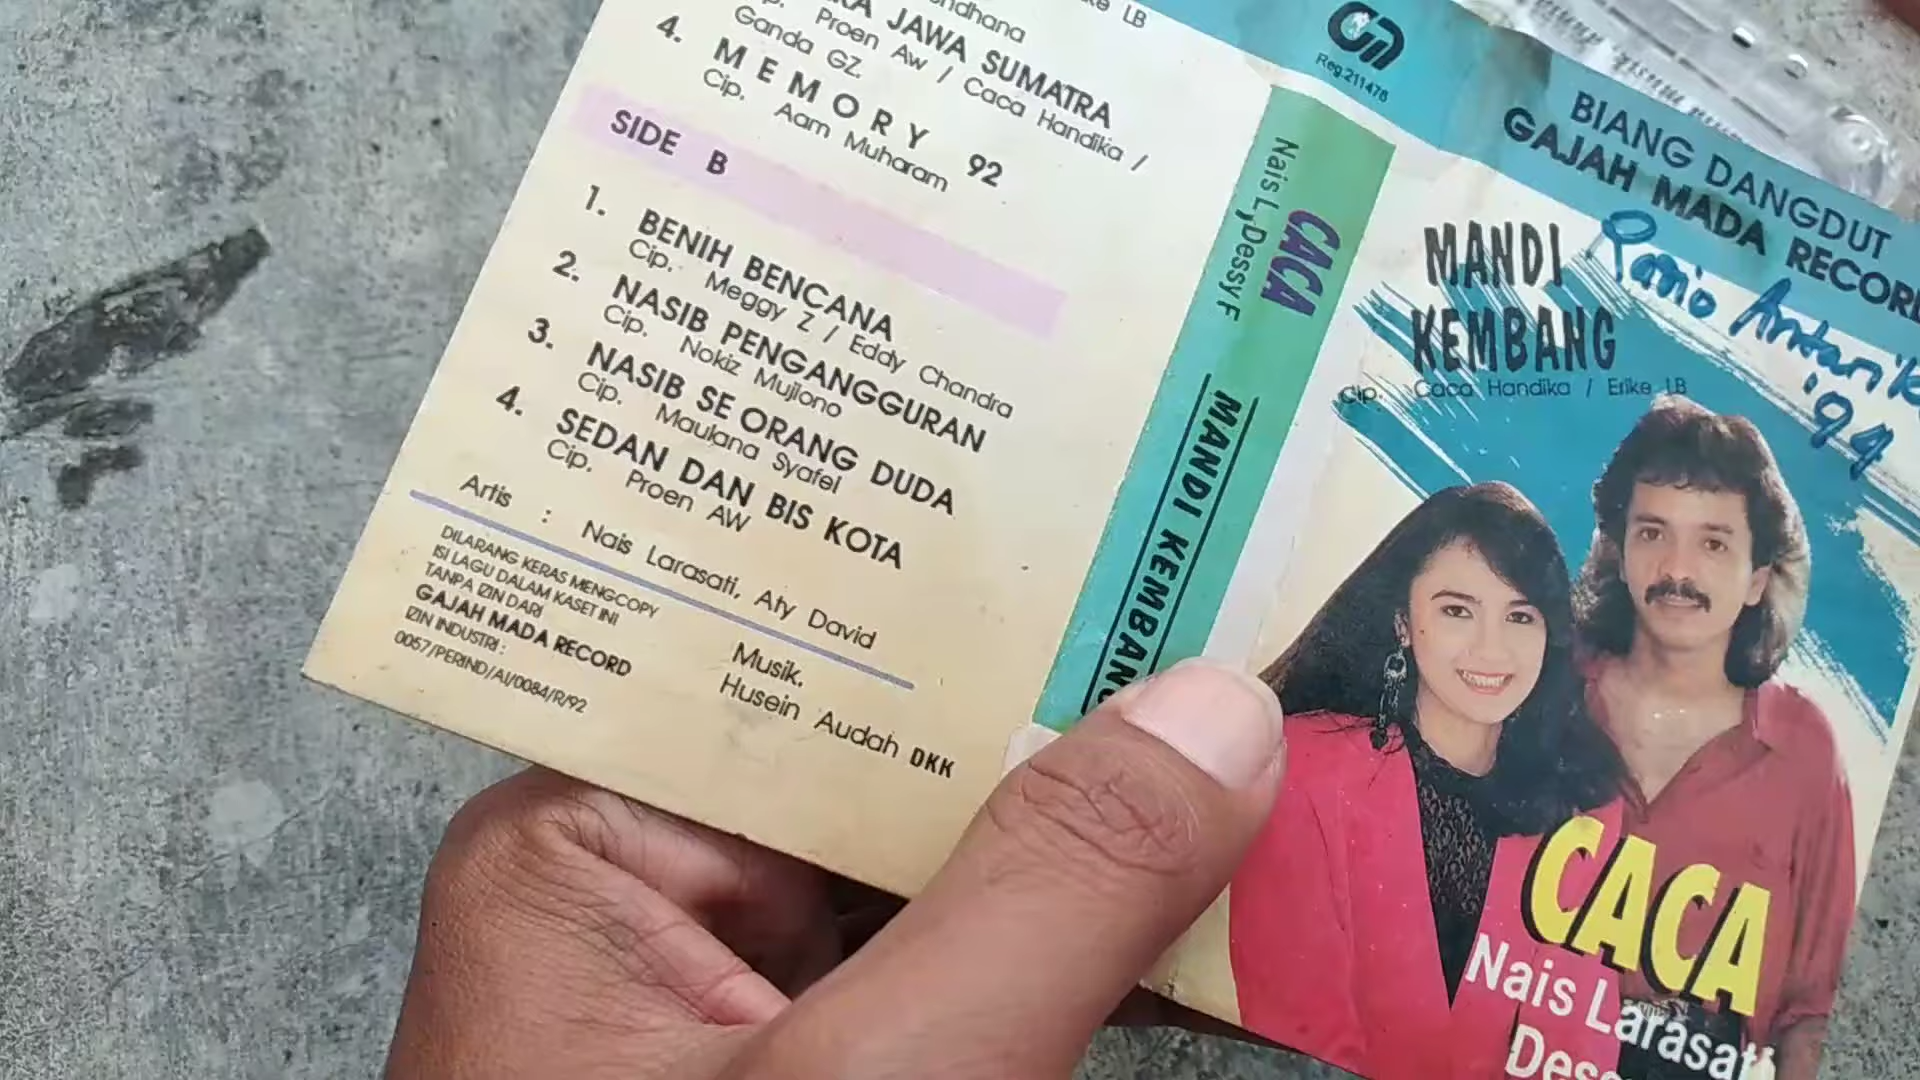 JAWA SUMATRA
Cip. Proen Aw / Caca Handika /
Ganda GZ.
4. MEMORY 92
Cip. Aam Muharam
SIDE B
1. BENIH BENCANA
Cip. Meggy Z / Eddy Chandra
2. NASIB PENGANGGURAN
Cip. Nokiz Mujiono
3. NASIB SE ORANG DUDA
Cip. Maulana Syafei
4. SEDAN DAN BIS KOTA
Cip. Proen AW
Artis : Nais Larasati, Aty David
DILARANG KERAS MENGCOPY
ISI LAGU DALAM KASET INI
TANPA IZIN DARI
GAJAH MADA RECORD
IZIN INDUSTRI :
0057/PERIND/AI/0084/R/92
Musik.
Husein Audah DKK
Nais L, Dessy F
CACA
MANDI KEMBANG
Reg.211478
BIANG DANGDUT
GAJAH MADA RECORD
MANDI
KEMBANG
Cip. Caca Handika / Erike LB
Radio
'94
CACA
Nais Larasati